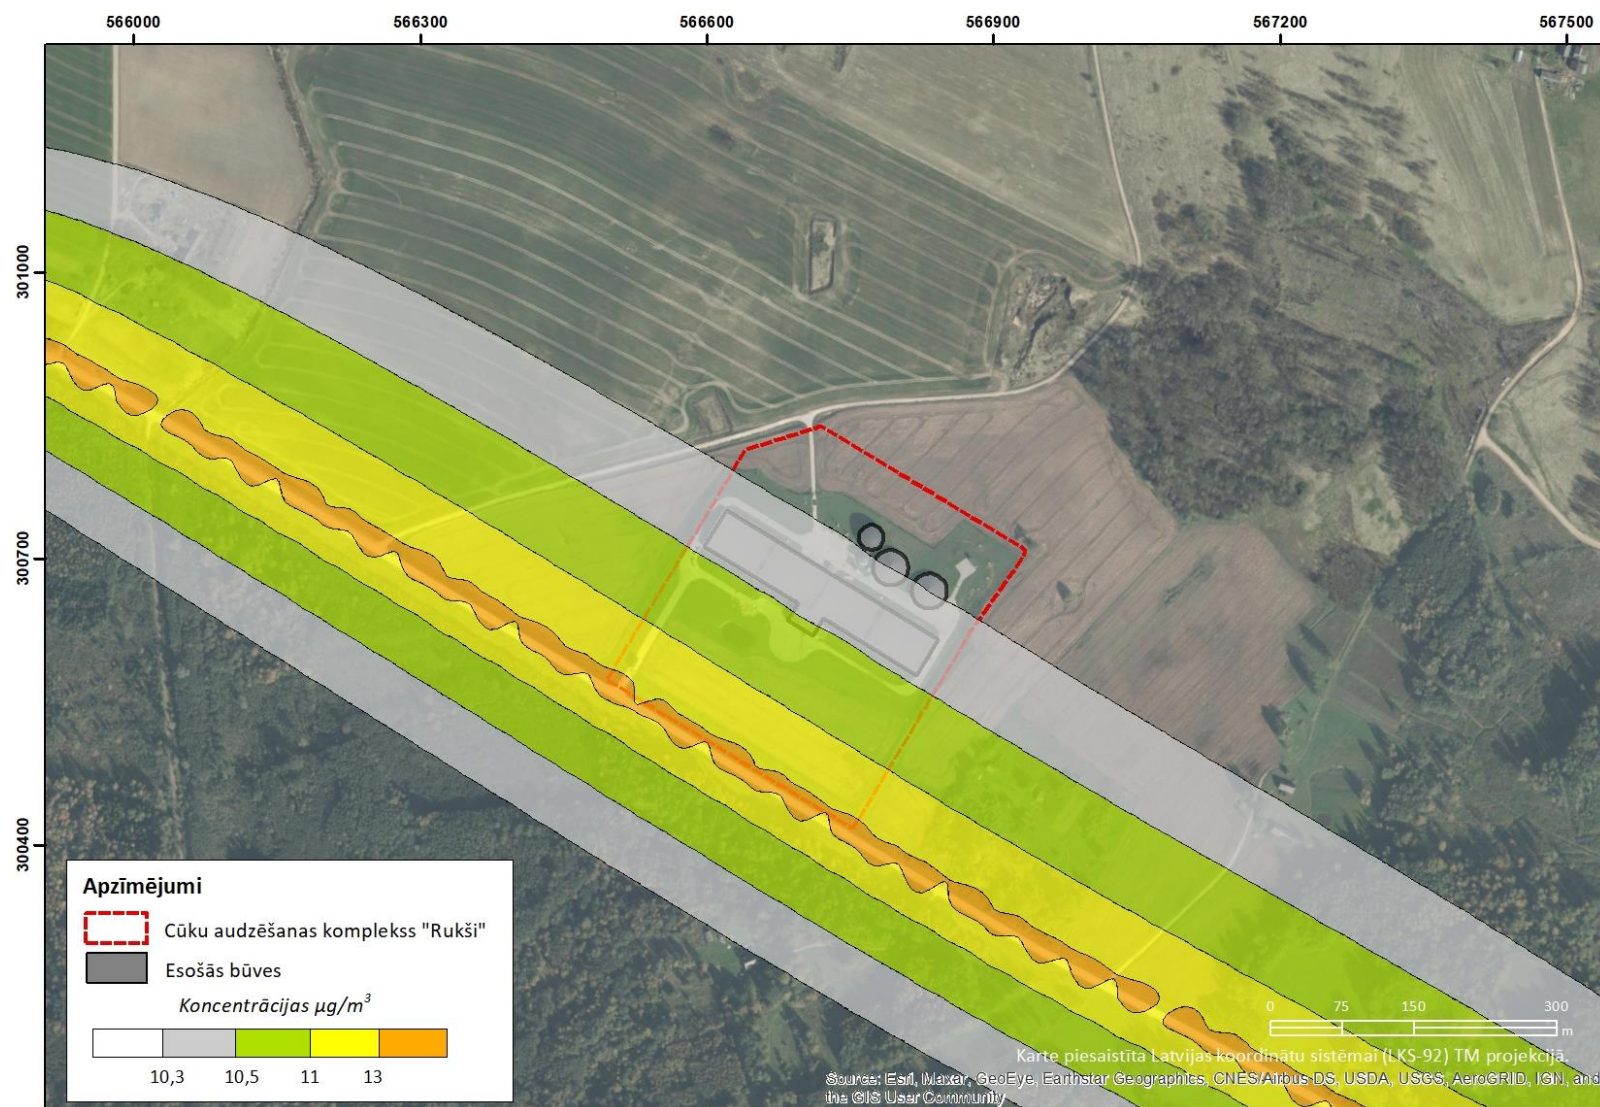 566000 566300 566600 566900 567200 567500
301000
300700
300400
Apzīmējumi
Cūku audzēšanas komplekss "Rukši"
Esošās būves
Koncentrācijas µg/m³
10,3 10,5 11 13
0 75 150 300
m
Karte piesaistīta Latvijas koordinātu sistēmai (LKS-92) TM projekcijā.
Source: Esri, Maxar, GeoEye, Earthstar Geographics, CNES/Airbus DS, USDA, USGS, AeroGRID, IGN, and
the GIS User Community